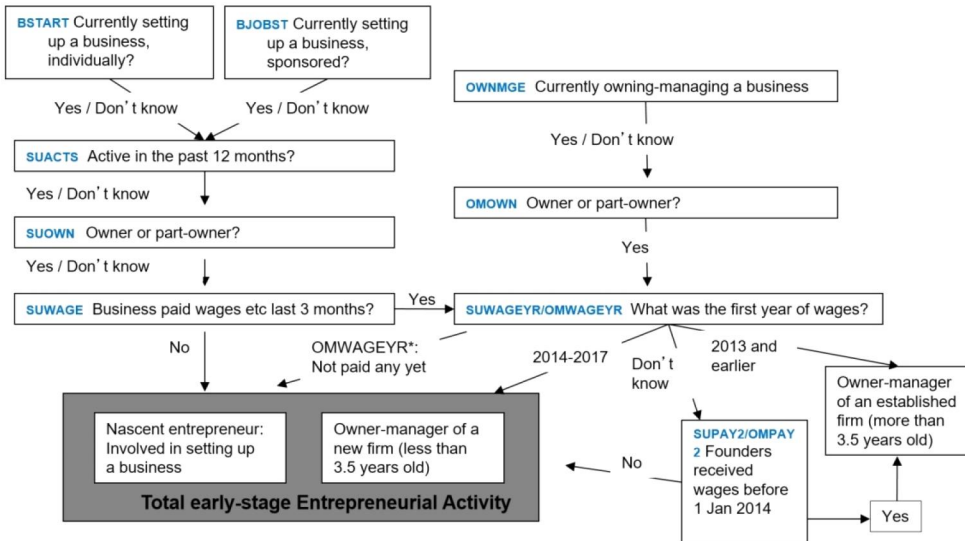 BSTART Currently setting
up a business,
individually?
BJOBST Currently setting
up a business,
sponsored?
OWNMGE Currently owning-managing a business
Yes / Don't know
Yes / Don't know
Yes / Don't know
SUACTS Active in the past 12 months?
Yes / Don't know
OMOWN Owner or part-owner?
SUOWN Owner or part-owner?
Yes
Yes / Don't know
SUWAGE Business paid wages etc last 3 months?
Yes
SUWAGEYR/OMWAGEYR What was the first year of wages?
No
OMWAGEYR*:
Not paid any yet
2014-2017
Don't
know
2013 and
earlier
Owner-manager
of an established
firm (more than
3.5 years old)
Nascent entrepreneur:
Involved in setting up
a business
Owner-manager of a
new firm (less than
3.5 years old)
Total early-stage Entrepreneurial Activity
No
SUPAY2/OMPAY
2 Founders
received
wages before
1 Jan 2014
Yes